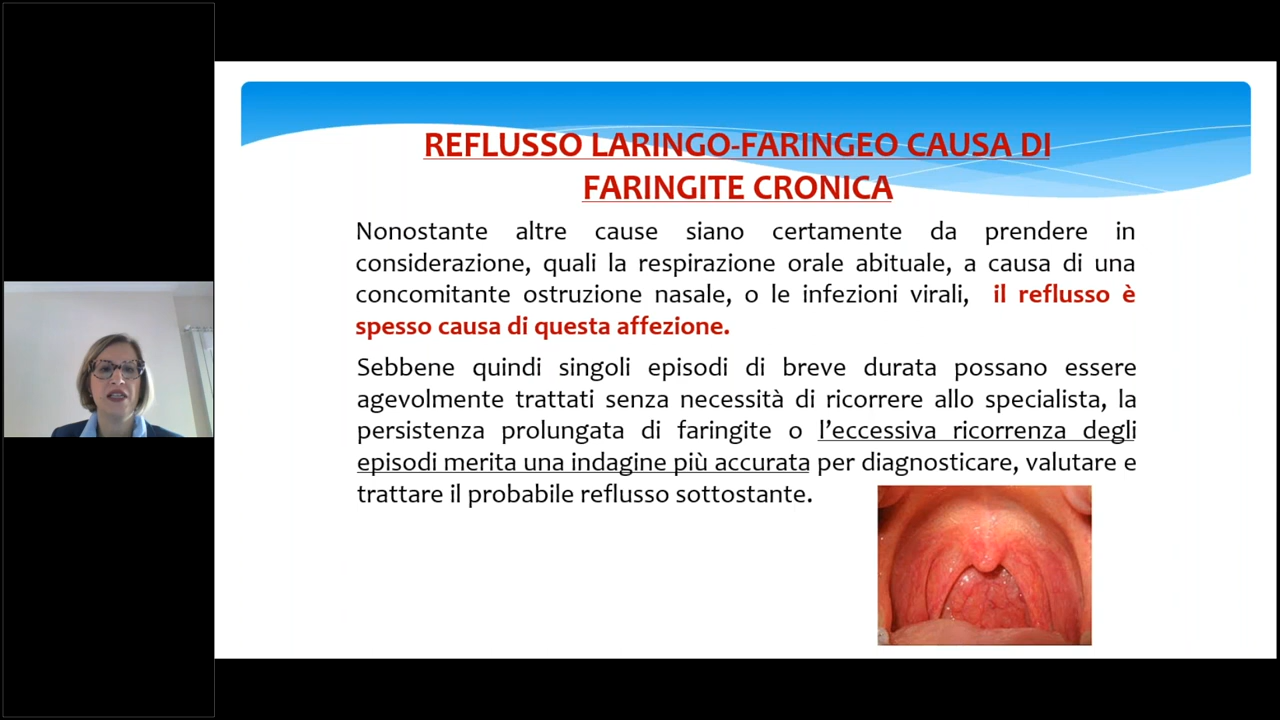 REFLUSSO LARINGO-FARINGEO CAUSA DI
FARINGITE CRONICA
Nonostante altre cause siano certamente da prendere in
considerazione, quali la respirazione orale abituale, a causa di una
concomitante ostruzione nasale, o le infezioni virali, il reflusso è
spesso causa di questa affezione.
Sebbene quindi singoli episodi di breve durata possano essere
agevolmente trattati senza necessità di ricorrere allo specialista, la
persistenza prolungata di faringite o l’eccessiva ricorrenza degli
episodi merita una indagine più accurata per diagnosticare, valutare e
trattare il probabile reflusso sottostante.